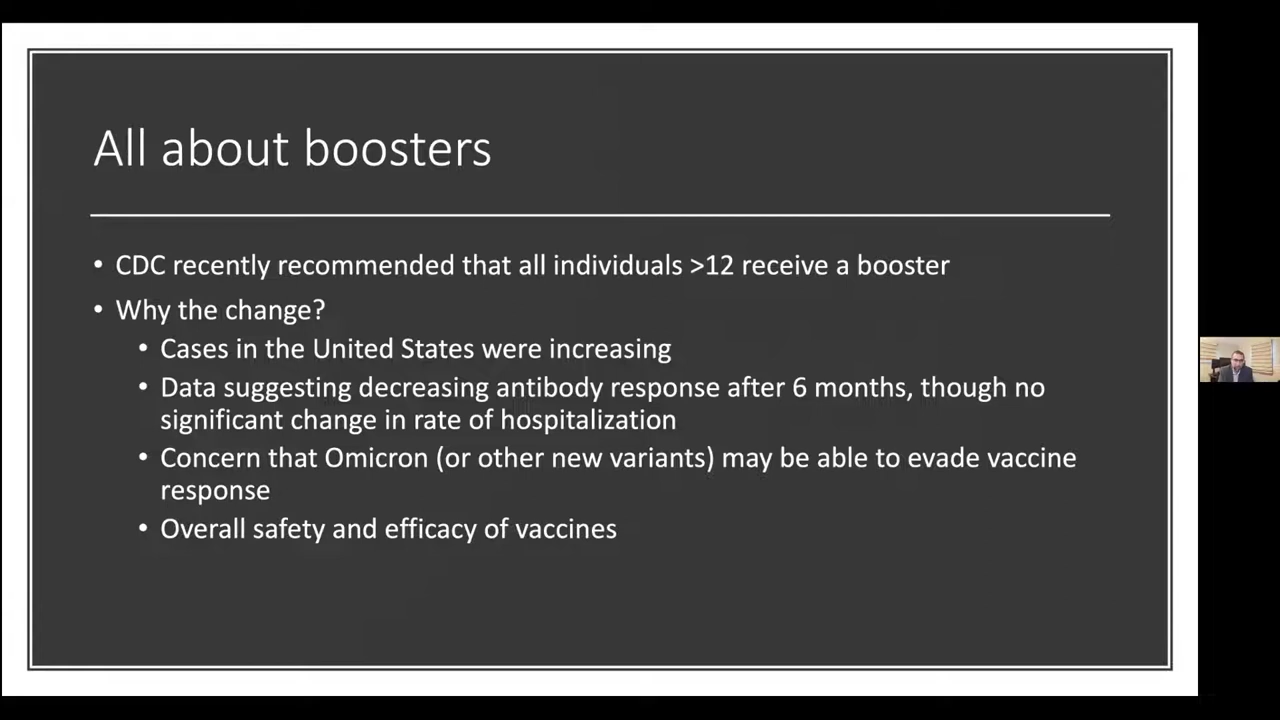 All about boosters
• CDC recently recommended that all individuals >12 receive a booster
• Why the change?
• Cases in the United States were increasing
• Data suggesting decreasing antibody response after 6 months, though no
significant change in rate of hospitalization
• Concern that Omicron (or other new variants) may be able to evade vaccine
response
• Overall safety and efficacy of vaccines